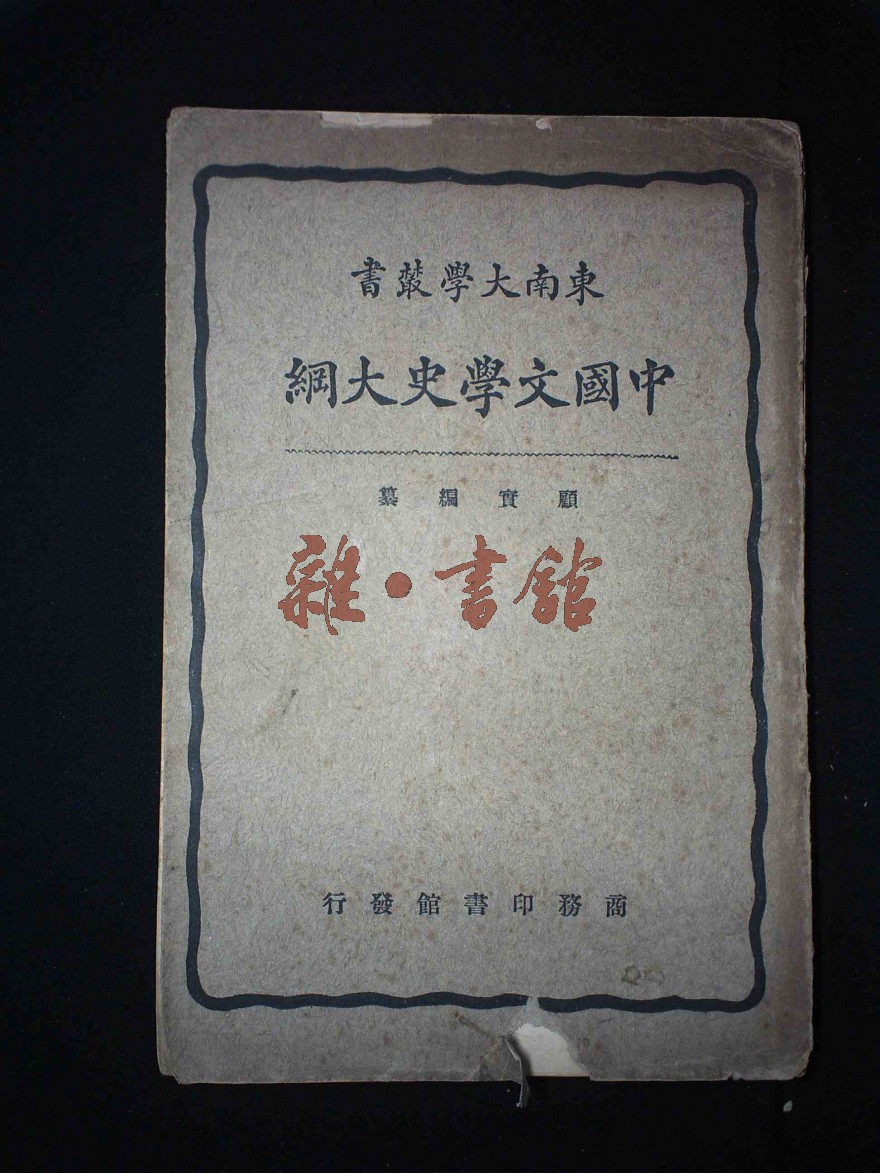 東南大學叢書
中國文學史大綱
顧實編纂
雜·書館
商務印書館發行